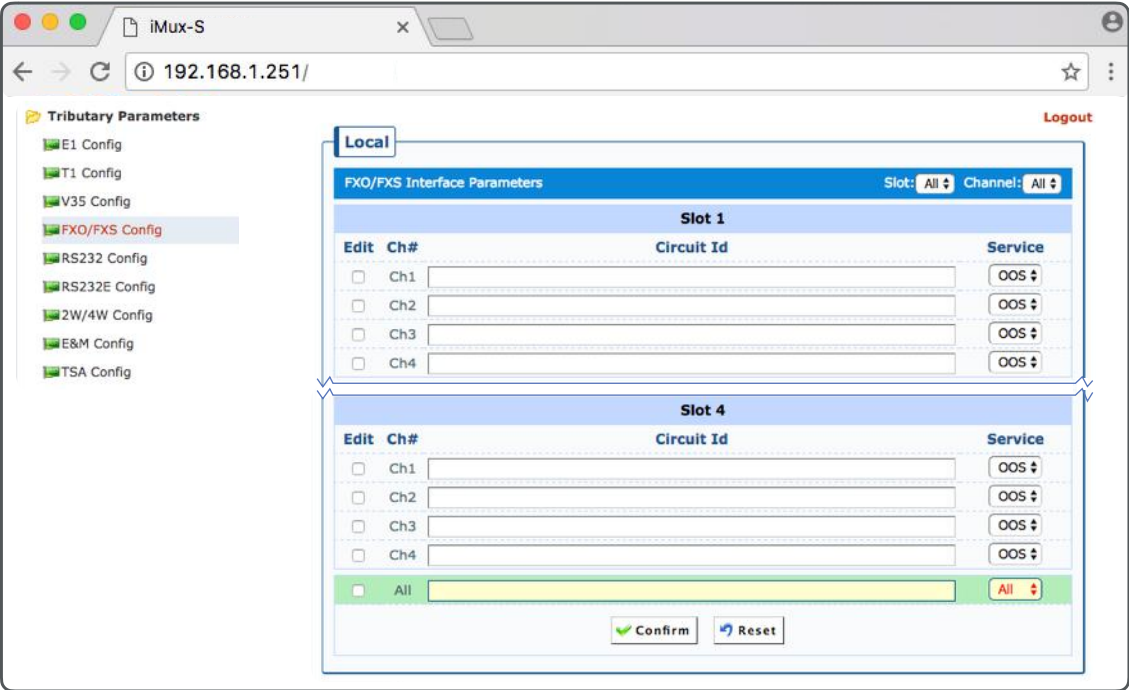 iMux-S
192.168.1.251/
Tributary Parameters
E1 Config
T1 Config
V35 Config
FXO/FXS Config
RS232 Config
RS232E Config
2W/4W Config
E&M Config
TSA Config
Logout
Local
FXO/FXS Interface Parameters Slot: All Channel: All
Slot 1
Edit Ch# Circuit Id Service
Ch1 OOS
Ch2 OOS
Ch3 OOS
Ch4 OOS
Slot 4
Edit Ch# Circuit Id Service
Ch1 OOS
Ch2 OOS
Ch3 OOS
Ch4 OOS
All All
Confirm Reset